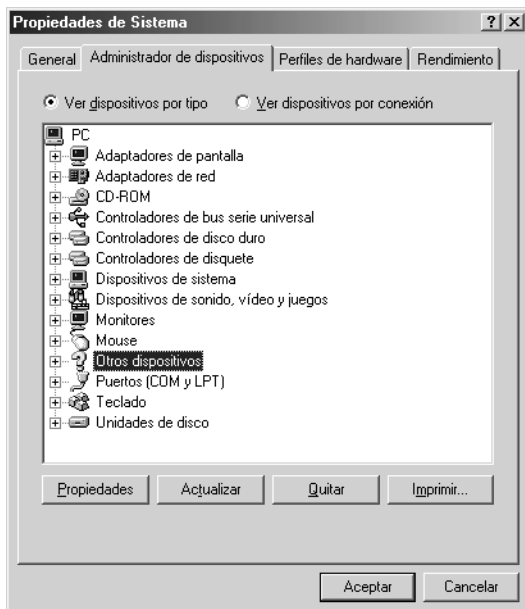 Propiedades de Sistema
General Administrador de dispositivos Perfiles de hardware Rendimiento
Ver dispositivos por tipo Ver dispositivos por conexión
PC
Adaptadores de pantalla
Adaptadores de red
CD-ROM
Controladores de bus serie universal
Controladores de disco duro
Controladores de disquete
Dispositivos de sistema
Dispositivos de sonido, vídeo y juegos
Monitores
Mouse
Otros dispositivos
Puertos (COM y LPT)
Teclado
Unidades de disco
Propiedades Actualizar Quitar Imprimir...
Aceptar Cancelar